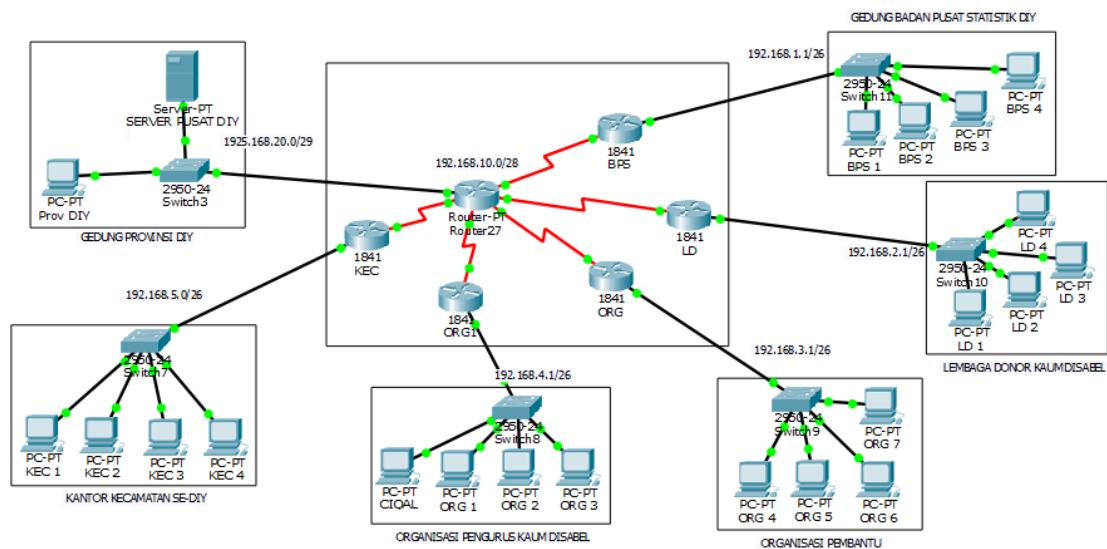 GEDUNG BADAN PUSAT STATISTIK DIY
192.168.1.1/26
2950-24
Switch11
PC-PT
BPS 4
PC-PT
BPS 3
PC-PT
BPS 2
PC-PT
BPS 1
Server-PT
SERVER PUSAT DIY
1925.168.20.0/29
2950-24
Switch3
PC-PT
Prov DIY
GEDUNG PROVINSI DIY
192.168.10.0/28
1841
BPS
Router-PT
Router27
1841
LD
1841
KEC
1841
ORG
1841
ORG1
192.168.2.1/26
2950-24
Switch10
PC-PT
LD 4
PC-PT
LD 3
PC-PT
LD 2
PC-PT
LD 1
LEMBAGA DONOR KAUM DISABEL
192.168.5.0/26
2950-24
Switch7
PC-PT
KEC 1
PC-PT
KEC 2
PC-PT
KEC 3
PC-PT
KEC 4
KANTOR KECAMATAN SE-DIY
192.168.4.1/26
2950-24
Switch8
PC-PT
CIQAL
PC-PT
ORG 1
PC-PT
ORG 2
PC-PT
ORG 3
ORGANISASI PENGURUS KAUM DISABEL
192.168.3.1/26
2950-24
Switch9
PC-PT
ORG 7
PC-PT
ORG 4
PC-PT
ORG 5
PC-PT
ORG 6
ORGANISASI PEMBANTU